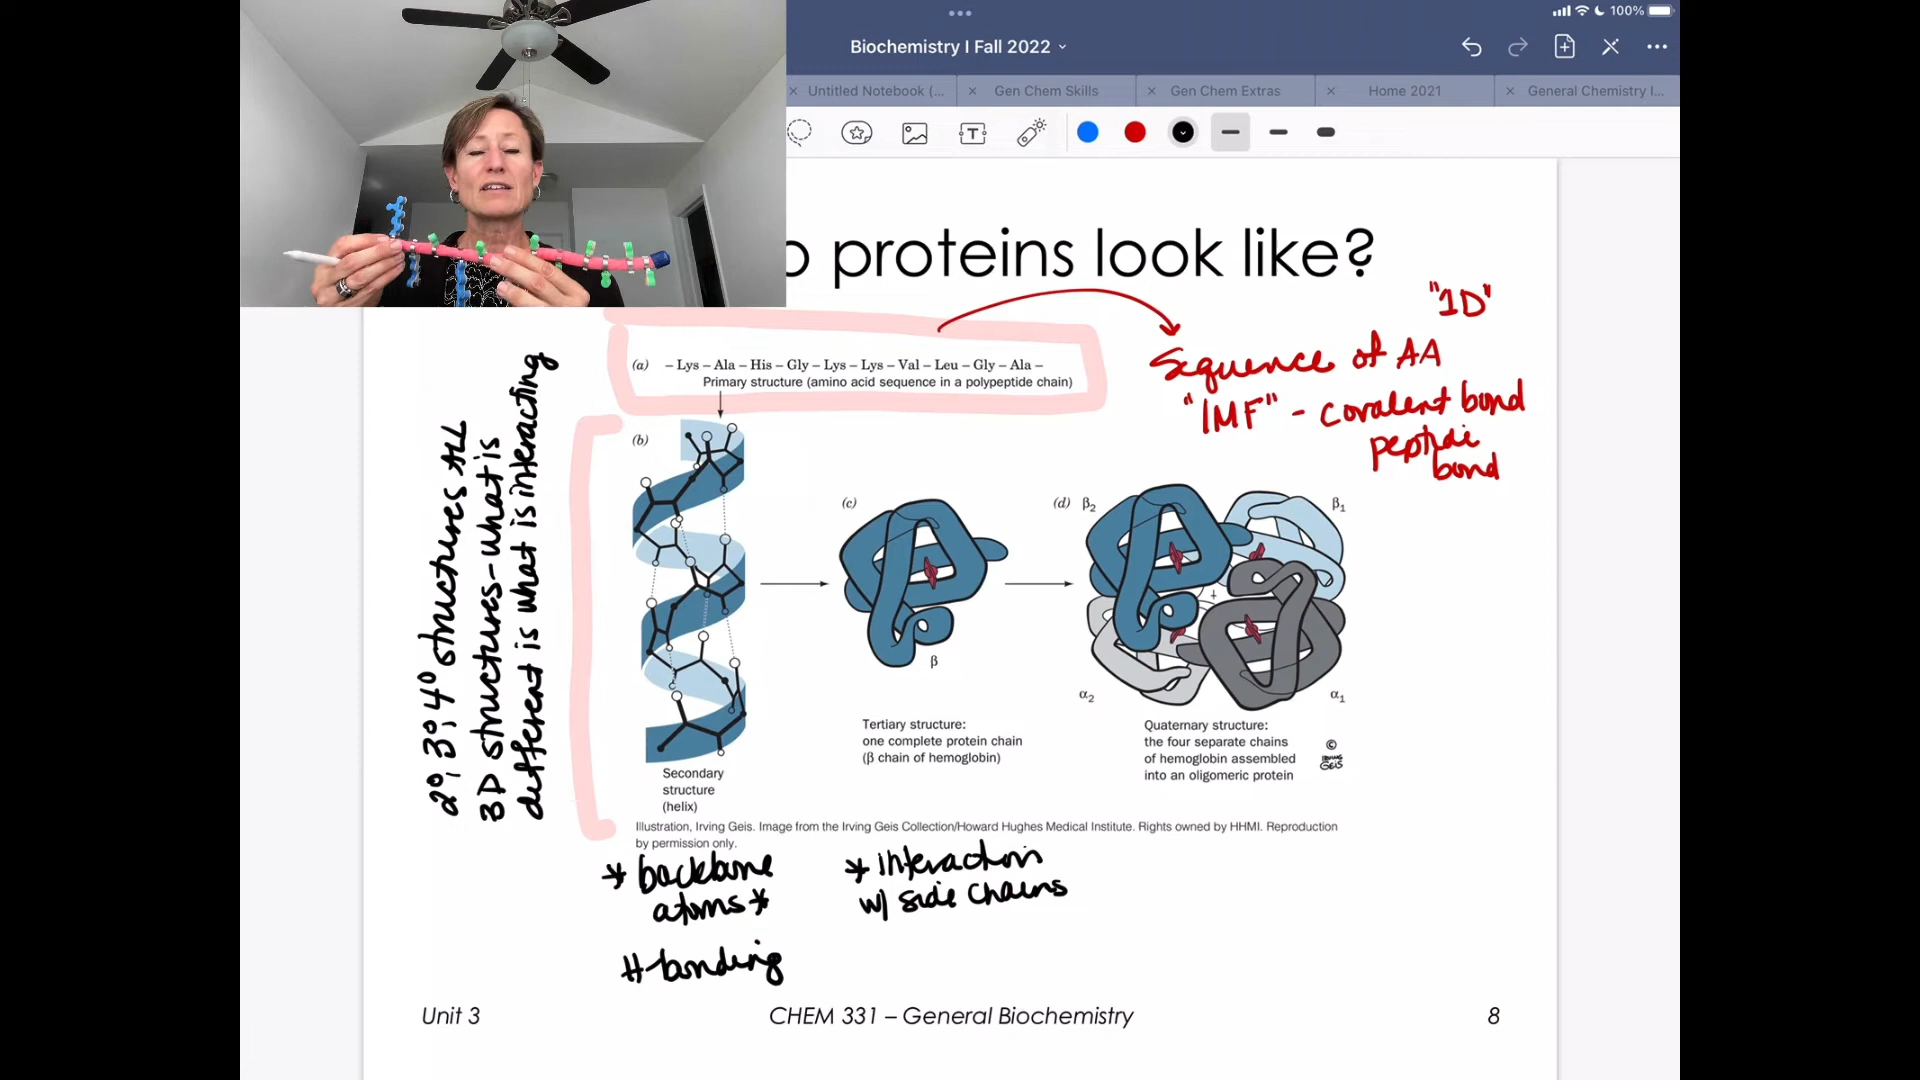 100%
Biochemistry I Fall 2022
Untitled Notebook (...
Gen Chem Skills
Gen Chem Extras
Home 2021
General Chemistry I...
o proteins look like?
"1D"
(a) – Lys – Ala – His – Gly – Lys – Lys – Val – Leu – Gly – Ala –
Primary structure (amino acid sequence in a polypeptide chain)
Sequence of AA
"IMF" - covalent bond
peptide
bond
2°, 3°, 4° structures ALL
3D structures - what is
different is what is interacting
(b)
(c)
(d)
β2
β1
β
α2
α1
Secondary
structure
(helix)
Tertiary structure:
one complete protein chain
(β chain of hemoglobin)
Quaternary structure:
the four separate chains
of hemoglobin assembled
into an oligomeric protein
©
IRVING
GEIS
Illustration, Irving Geis. Image from the Irving Geis Collection/Howard Hughes Medical Institute. Rights owned by HHMI. Reproduction
by permission only.
* backbone
atoms *
H-bonding
* interaction
w/ side chains
Unit 3
CHEM 331 – General Biochemistry
8